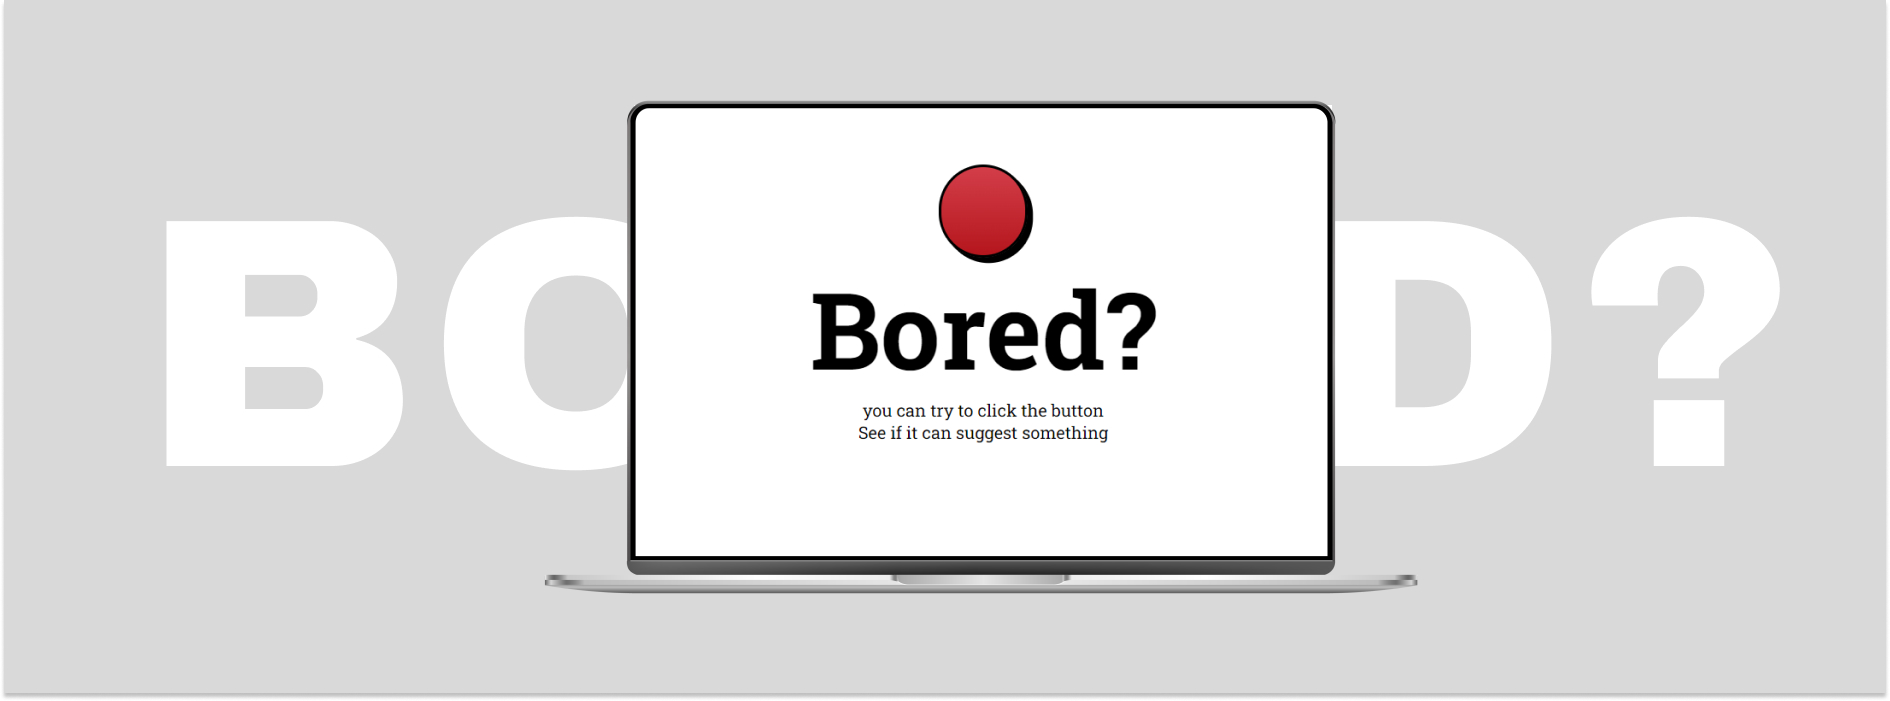 BO D?
Bored?
you can try to click the button
See if it can suggest something